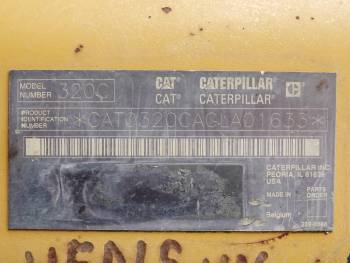 MODEL NUMBER 320C
CAT CATERPILLAR
CAT CATERPILLAR
PRODUCT IDENTIFICATION NUMBER
CATERPILLAR INC.
PEORIA, IL 61629
USA
MADE IN
PARTS ORDER
Belgium